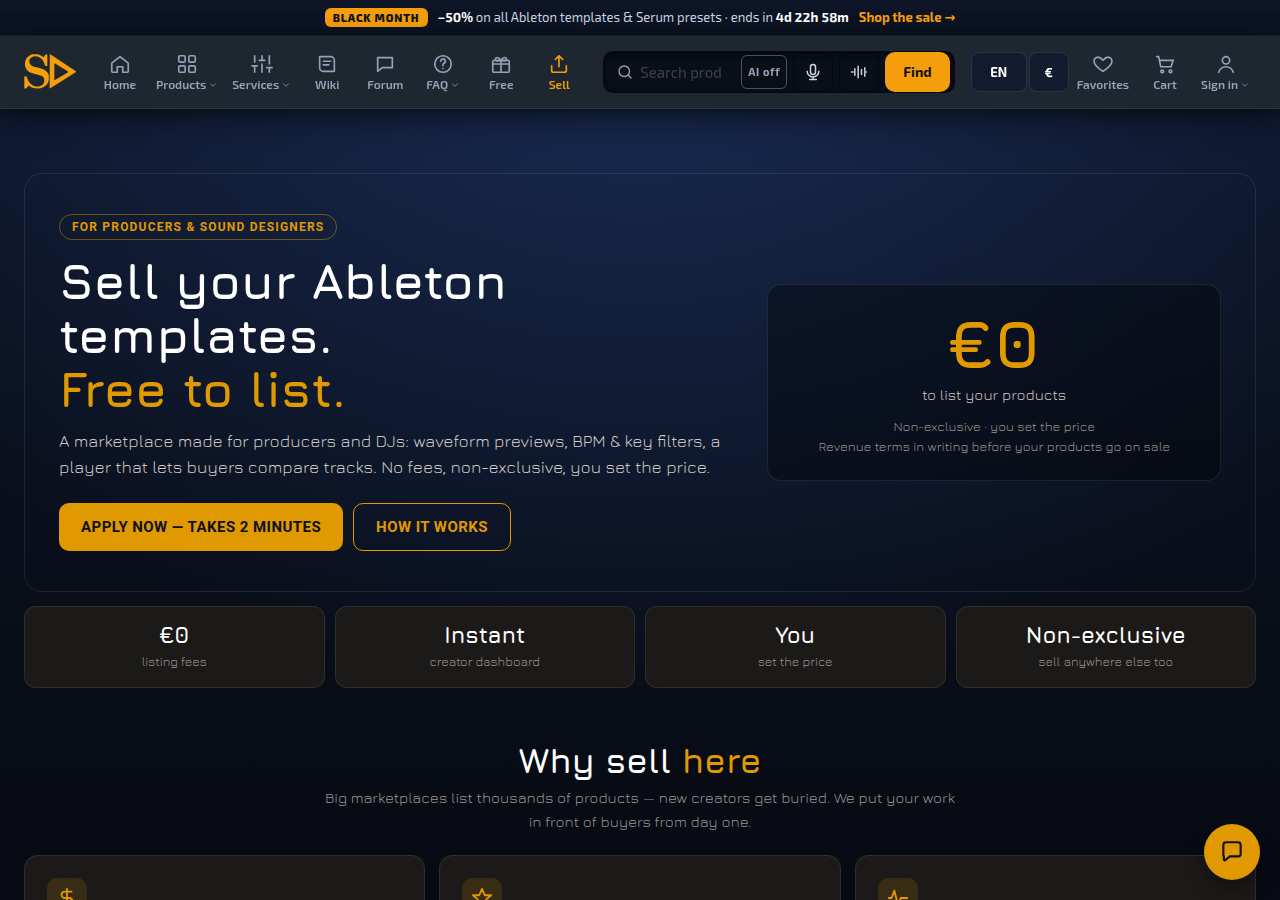 BLACK MONTH −50% on all Ableton templates & Serum presets · ends in 4d 22h 58m Shop the sale →
Home Products Services Wiki Forum FAQ Free Sell Search prod AI off Find EN € Favorites Cart Sign in
FOR PRODUCERS & SOUND DESIGNERS
Sell your Ableton
templates.
Free to list.
A marketplace made for producers and DJs: waveform previews, BPM & key filters, a
player that lets buyers compare tracks. No fees, non-exclusive, you set the price.
APPLY NOW — TAKES 2 MINUTES HOW IT WORKS
€0
to list your products
Non-exclusive · you set the price
Revenue terms in writing before your products go on sale
€0
listing fees
Instant
creator dashboard
You
set the price
Non-exclusive
sell anywhere else too
Why sell here
Big marketplaces list thousands of products — new creators get buried. We put your work
in front of buyers from day one.